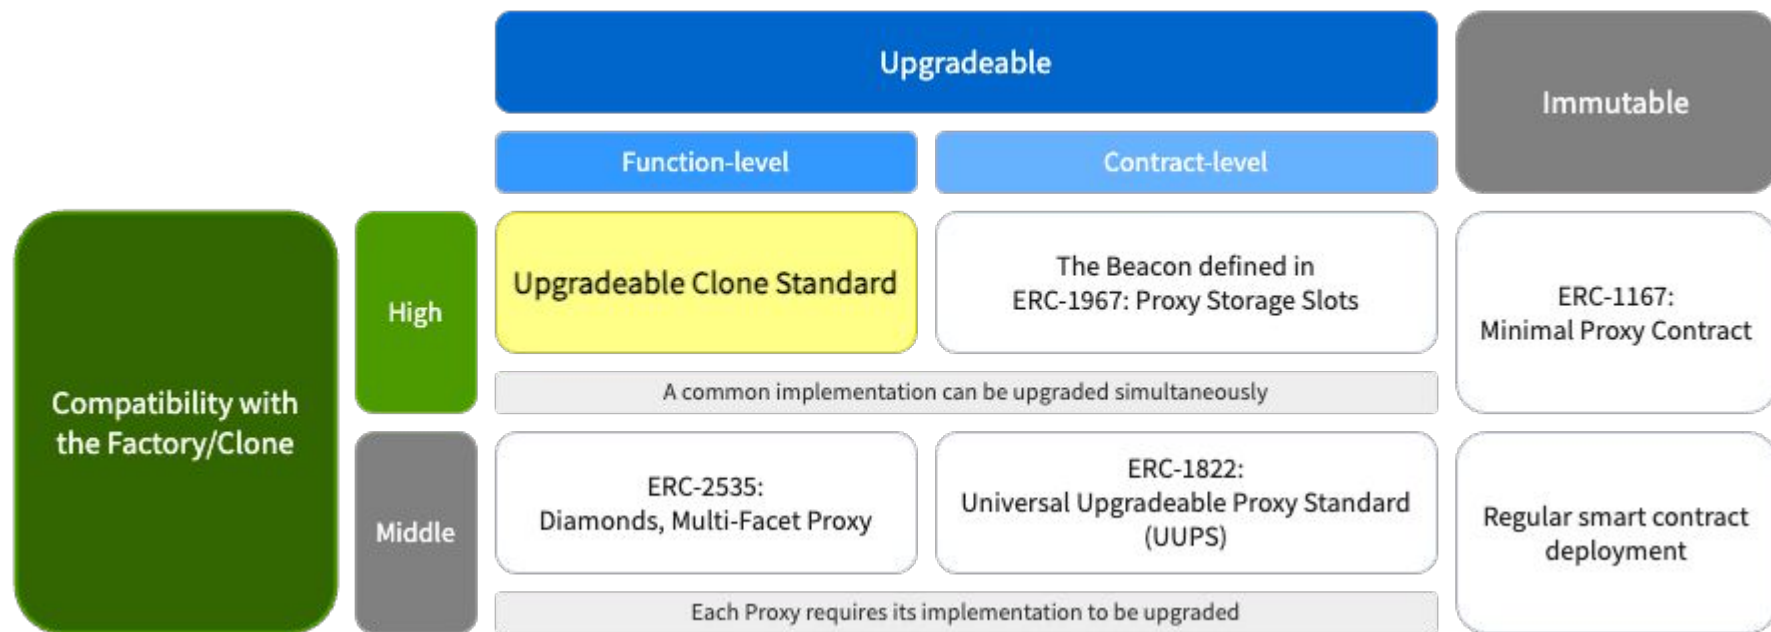 Upgradeable
Immutable
Function-level
Contract-level
Compatibility with
the Factory/Clone
High
Upgradeable Clone Standard
The Beacon defined in
ERC-1967: Proxy Storage Slots
ERC-1167:
Minimal Proxy Contract
A common implementation can be upgraded simultaneously
Middle
ERC-2535:
Diamonds, Multi-Facet Proxy
ERC-1822:
Universal Upgradeable Proxy Standard
(UUPS)
Regular smart contract
deployment
Each Proxy requires its implementation to be upgraded